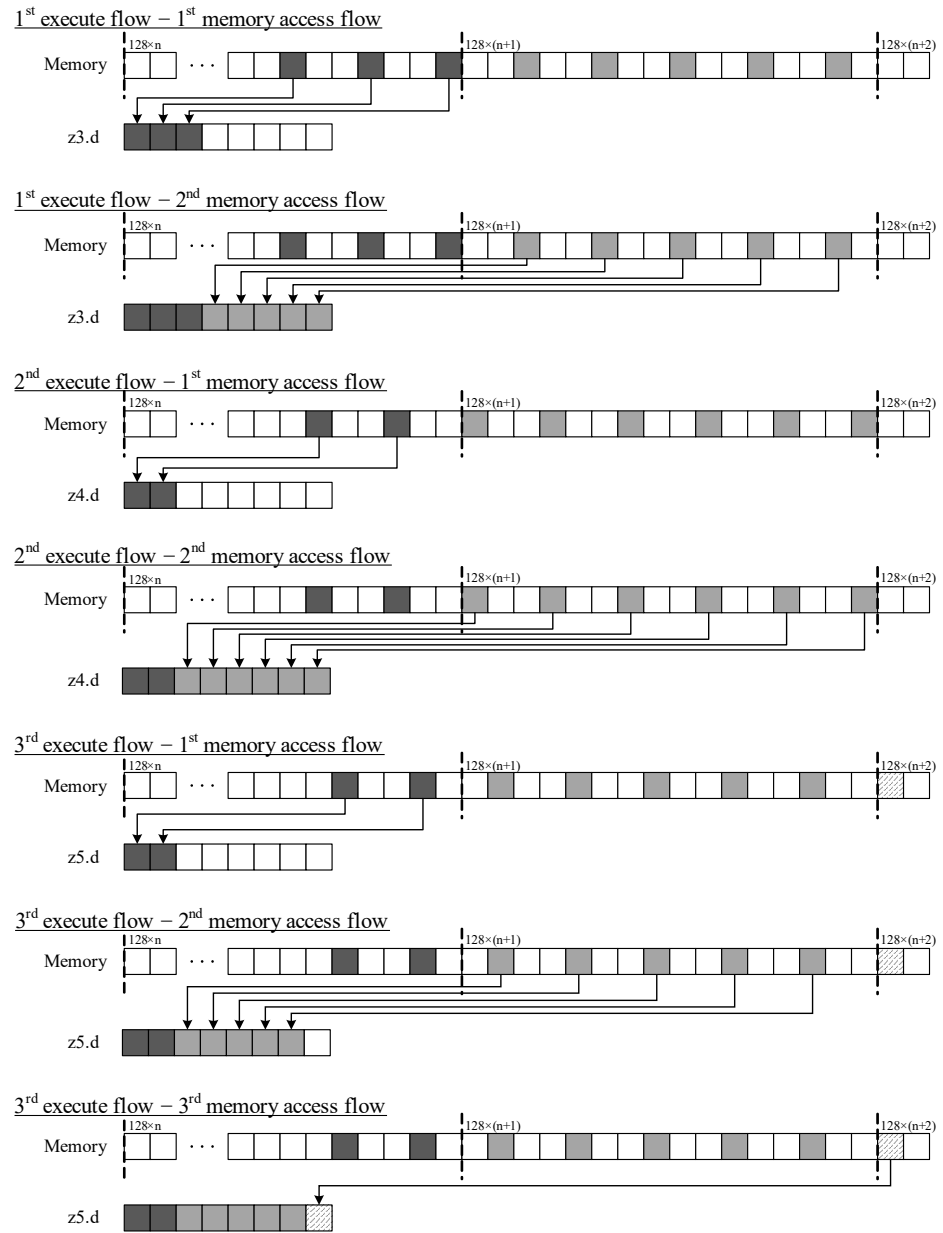 1st execute flow − 1st memory access flow
128×n 128×(n+1) 128×(n+2)
Memory ···
z3.d
1st execute flow − 2nd memory access flow
128×n 128×(n+1) 128×(n+2)
Memory ···
z3.d
2nd execute flow − 1st memory access flow
128×n 128×(n+1) 128×(n+2)
Memory ···
z4.d
2nd execute flow − 2nd memory access flow
128×n 128×(n+1) 128×(n+2)
Memory ···
z4.d
3rd execute flow − 1st memory access flow
128×n 128×(n+1) 128×(n+2)
Memory ···
z5.d
3rd execute flow − 2nd memory access flow
128×n 128×(n+1) 128×(n+2)
Memory ···
z5.d
3rd execute flow − 3rd memory access flow
128×n 128×(n+1) 128×(n+2)
Memory ···
z5.d